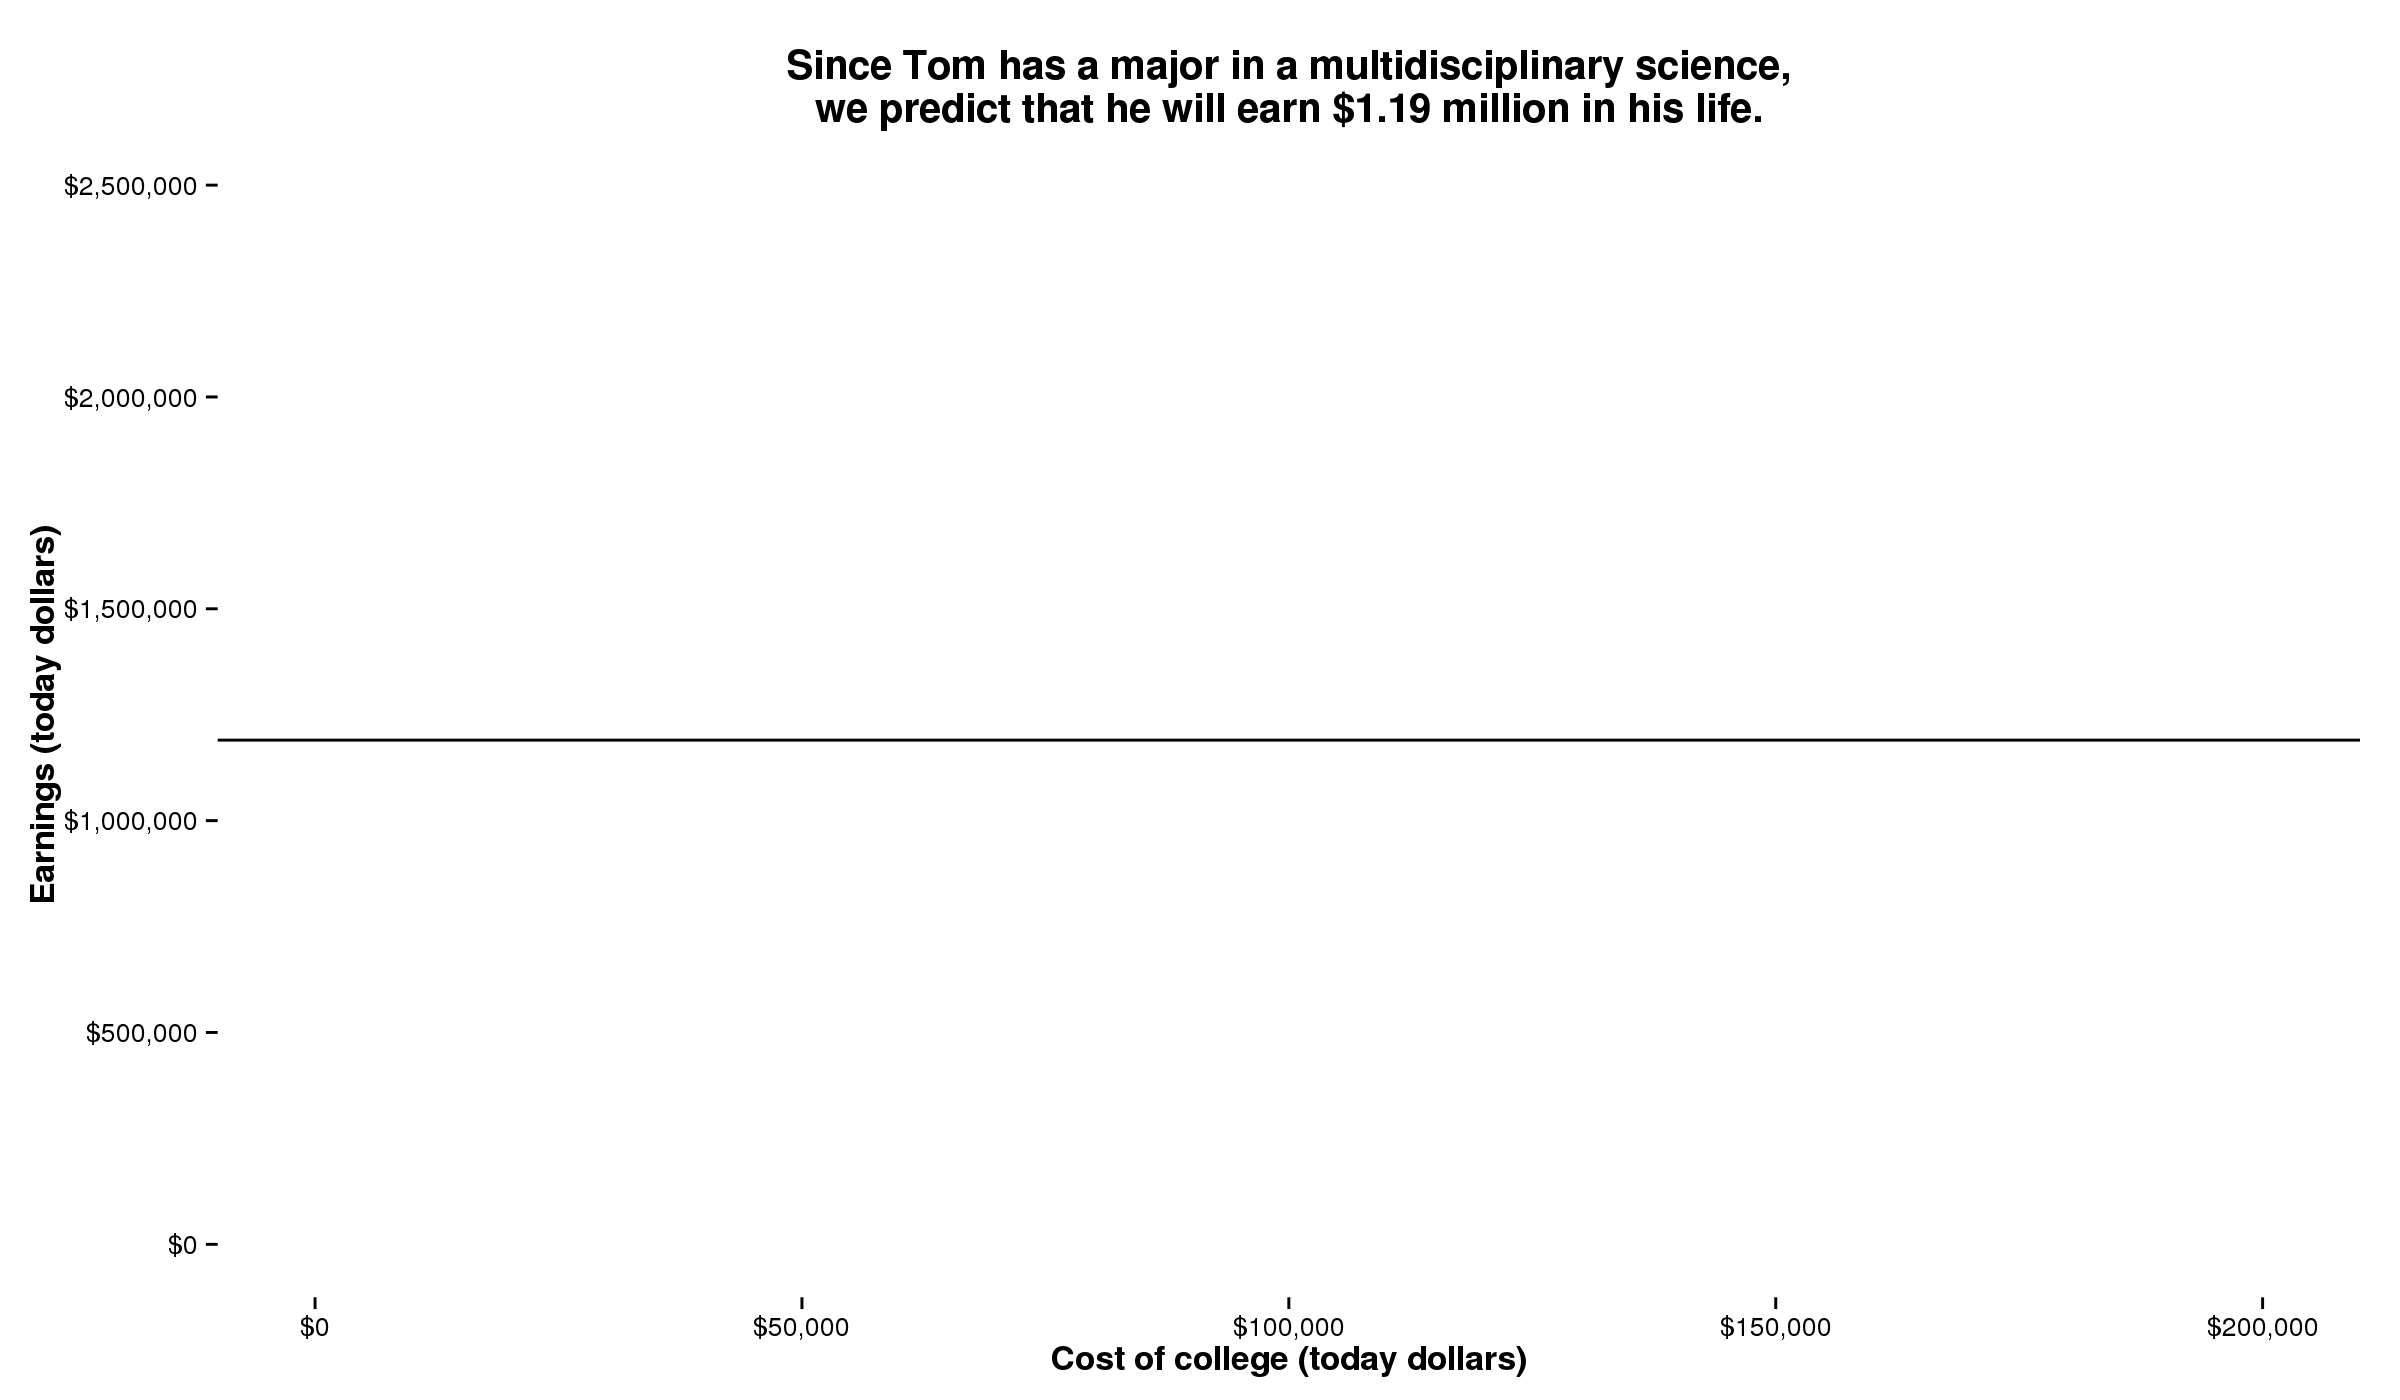 Since Tom has a major in a multidisciplinary science,
we predict that he will earn $1.19 million in his life.
Earnings (today dollars)
$2,500,000
$2,000,000
$1,500,000
$1,000,000
$500,000
$0
$0
$50,000
$100,000
$150,000
$200,000
Cost of college (today dollars)